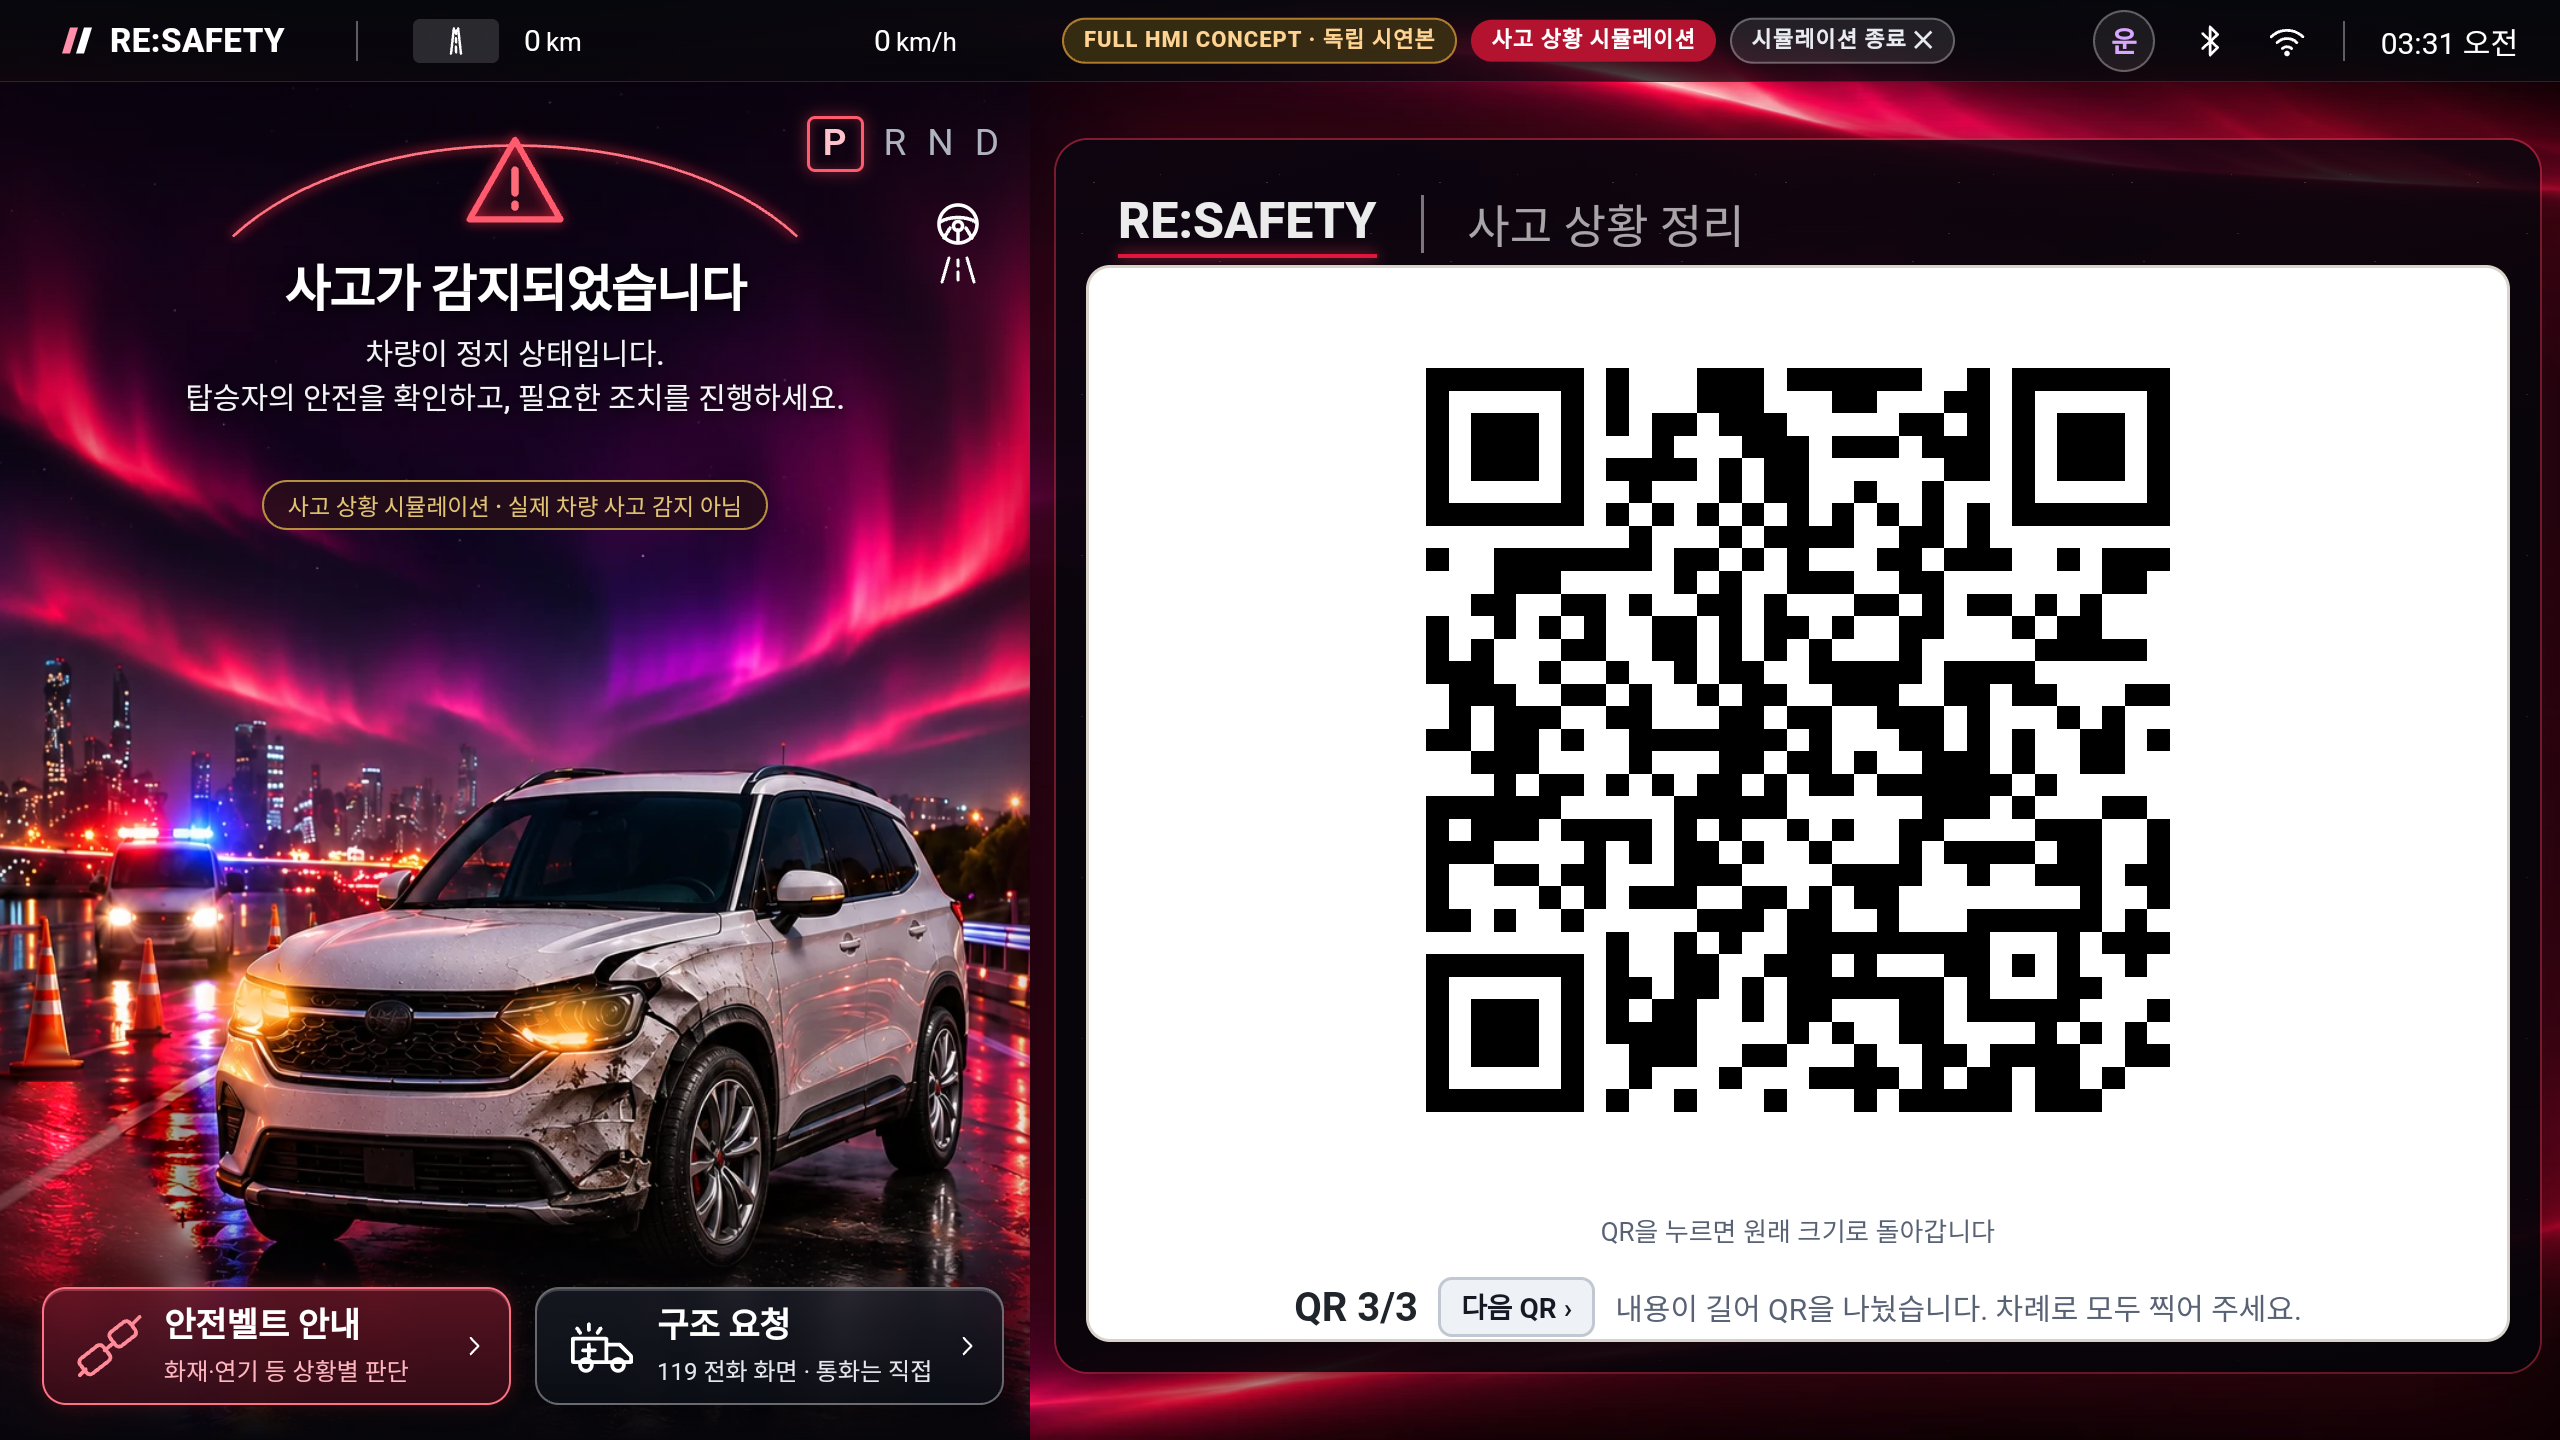 RE:SAFETY
0 km
0 km/h
FULL HMI CONCEPT · 독립 시연본
사고 상황 시뮬레이션
시뮬레이션 종료 ✕
운
03:31 오전
P R N D
사고가 감지되었습니다
차량이 정지 상태입니다.
탑승자의 안전을 확인하고, 필요한 조치를 진행하세요.
사고 상황 시뮬레이션 · 실제 차량 사고 감지 아님
안전벨트 안내
화재·연기 등 상황별 판단
구조 요청
119 전화 화면 · 통화는 직접
RE:SAFETY
사고 상황 정리
QR을 누르면 원래 크기로 돌아갑니다
QR 3/3
다음 QR ›
내용이 길어 QR을 나눴습니다. 차례로 모두 찍어 주세요.